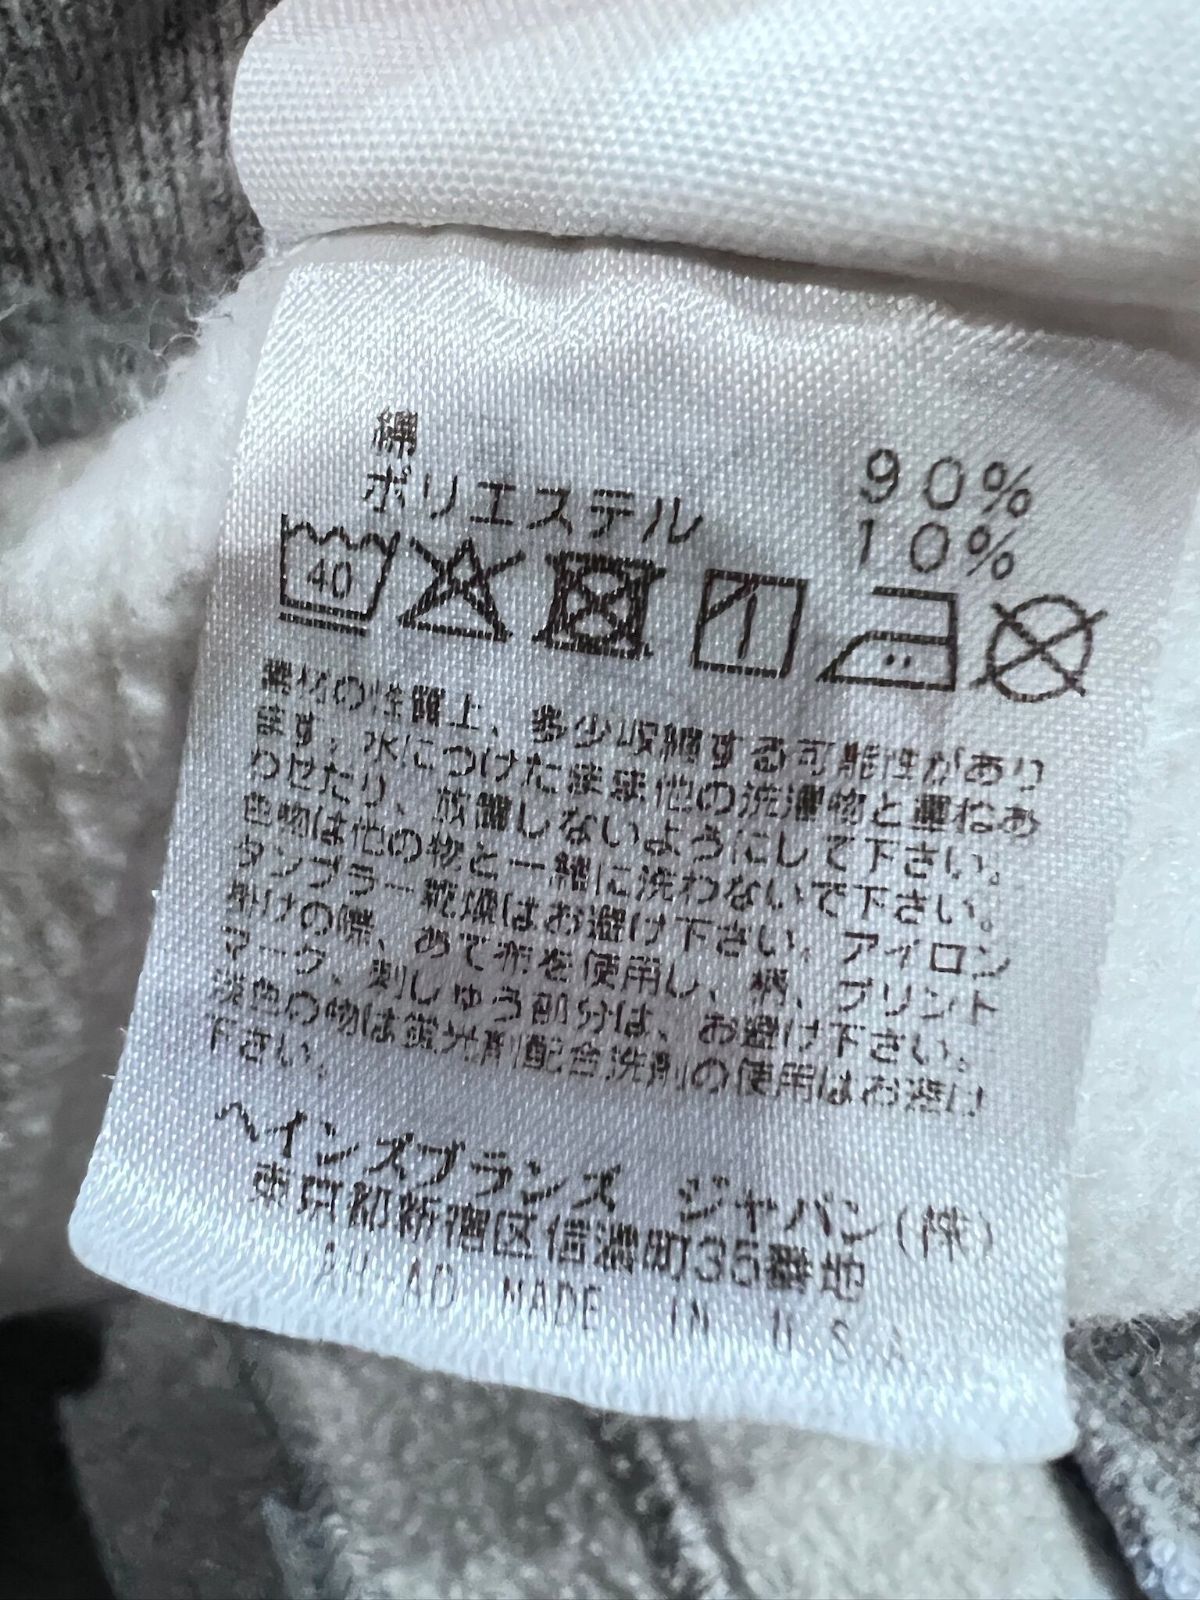 綿 90%
ポリエステル 10%
40
素材の性質上、多少収縮する可能性があり
ます。水につけたまま他の洗濯物と重ねあ
わせたり、放置しないようにして下さい。
色物は他の物と一緒に洗わないで下さい。
タンブラー乾燥はお避け下さい。アイロン
掛けの際、あて布を使用し、柄、プリント
マーク、刺しゅう部分は、お避け下さい。
淡色の物は蛍光剤配合洗剤の使用はお避け
下さい。
ヘインズブランズ ジャパン(株)
東京都新宿区信濃町35番地
AH-AD MADE IN U.S.A